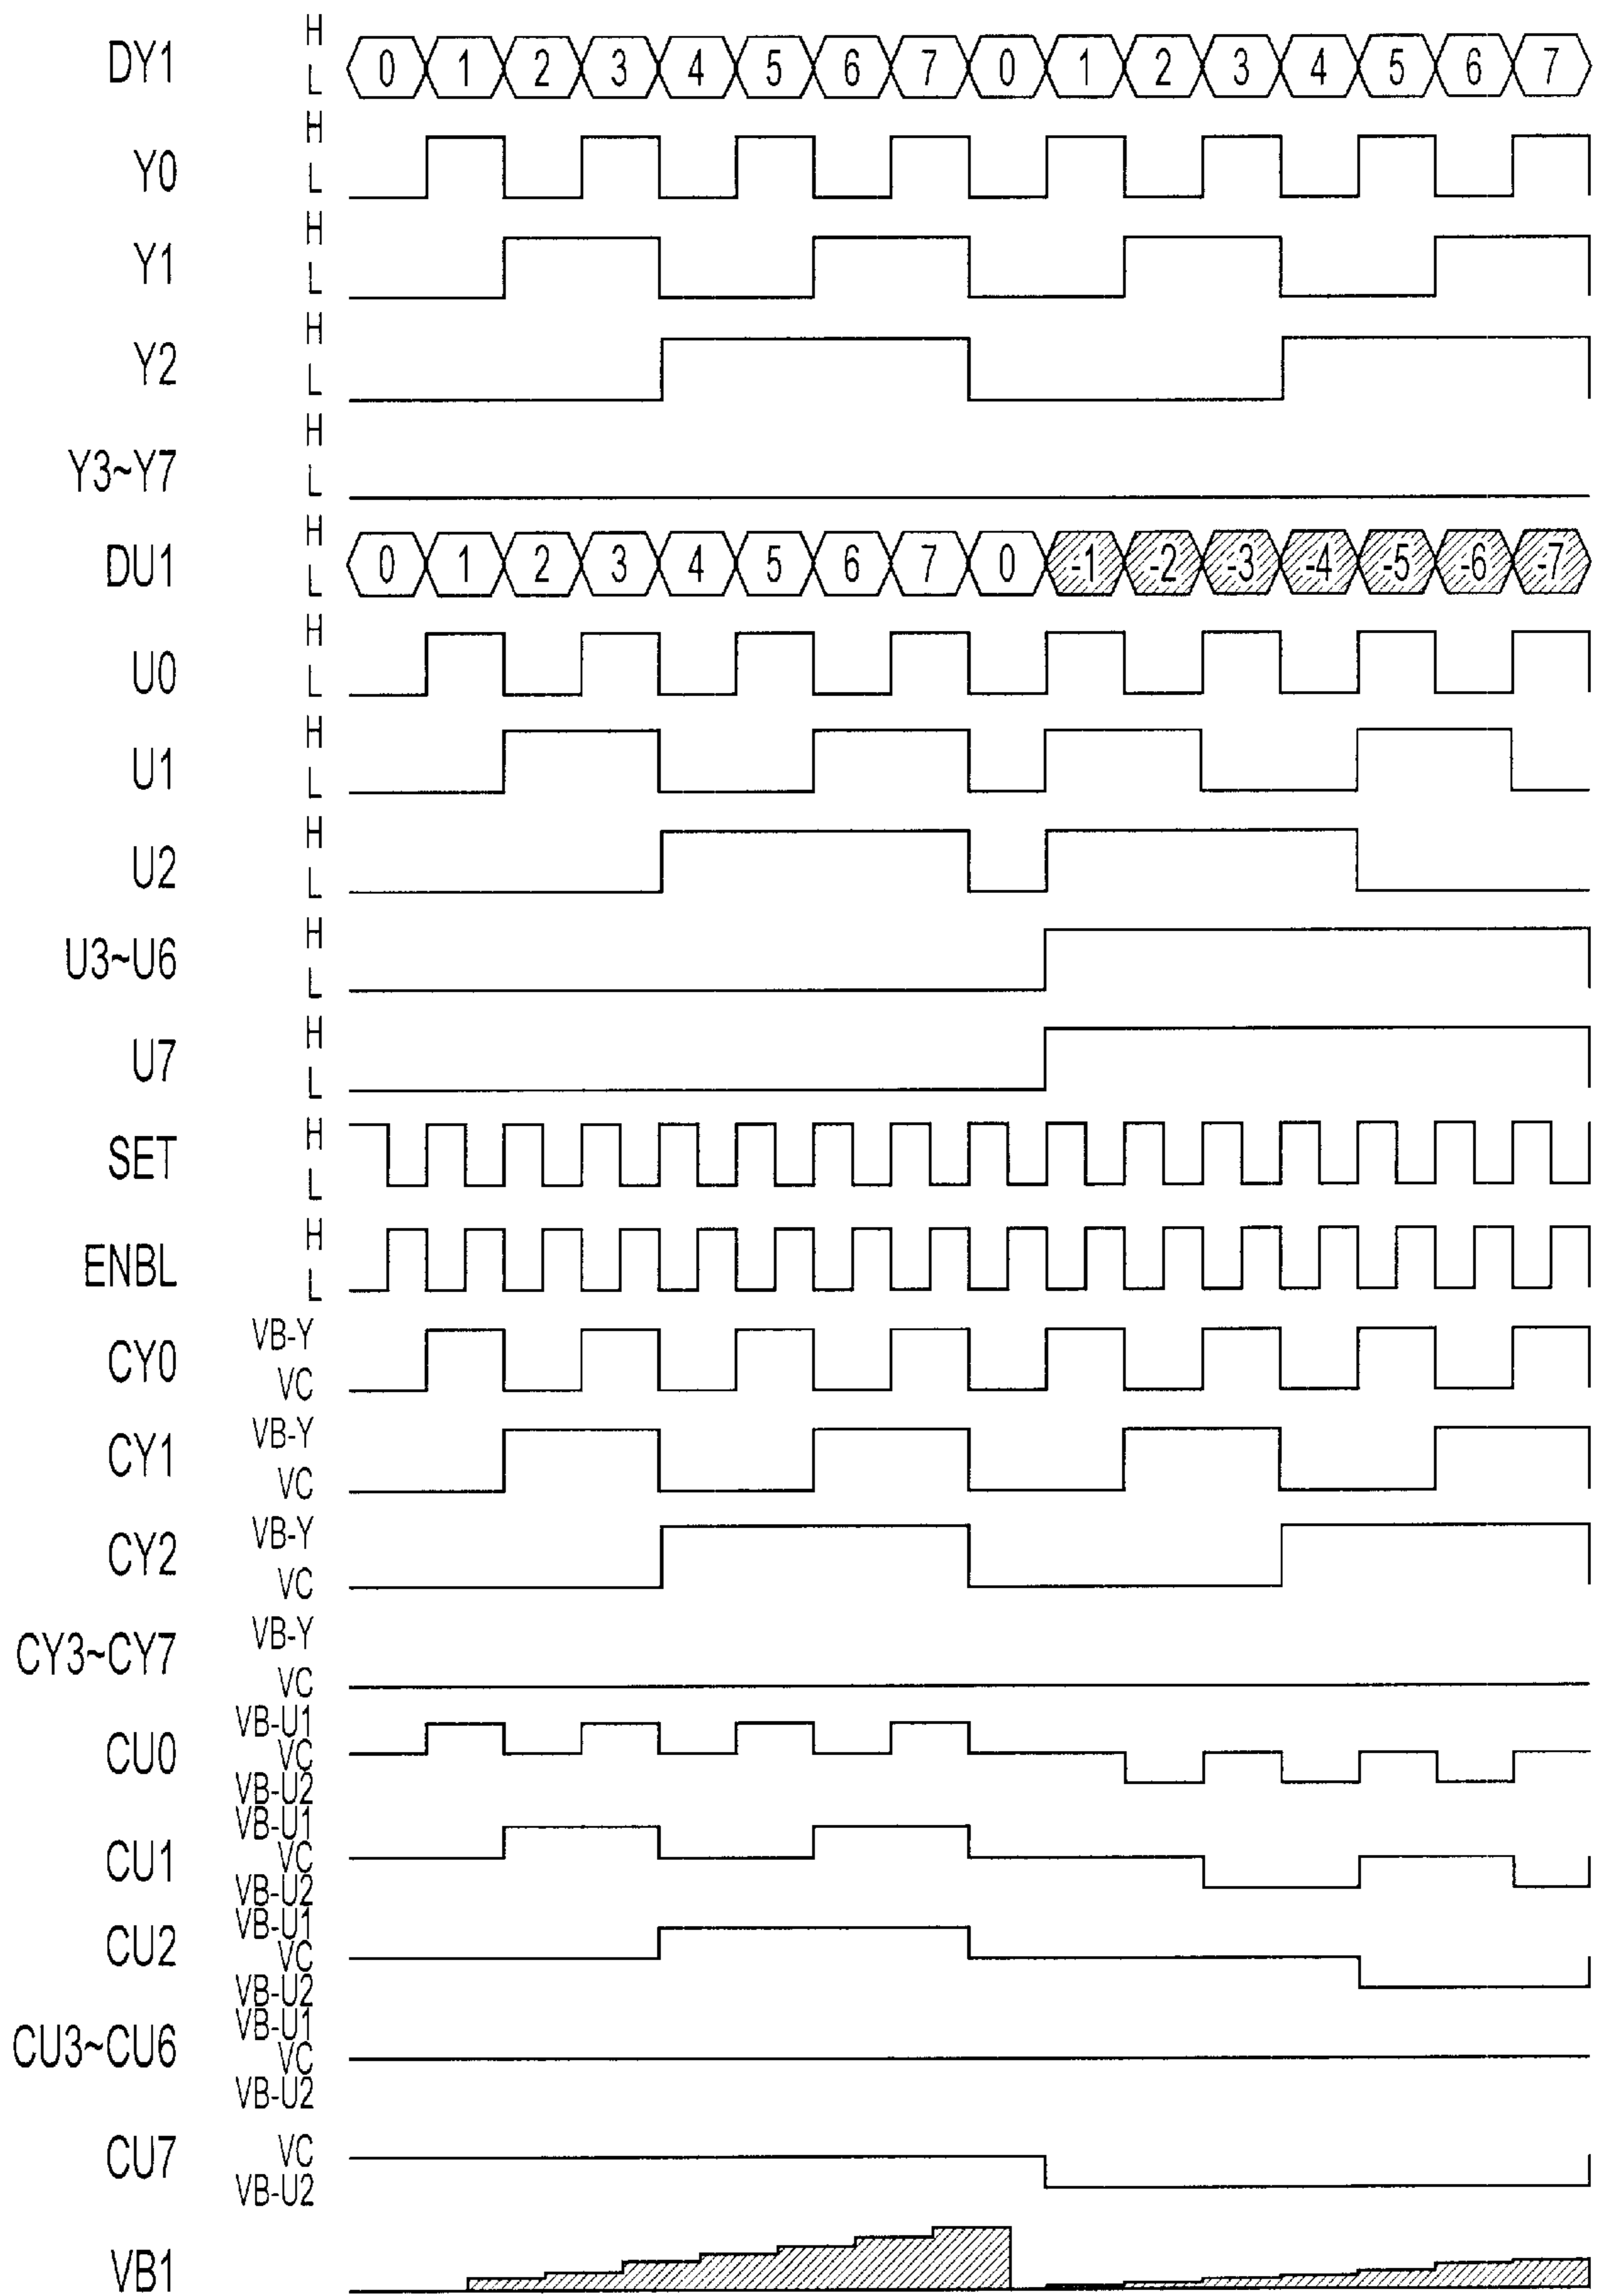 DY1 H L 0 1 2 3 4 5 6 7 0 1 2 3 4 5 6 7
Y0 H L
Y1 H L
Y2 H L
Y3~Y7 H L
DU1 H L 0 1 2 3 4 5 6 7 0 -1 -2 -3 -4 -5 -6 -7
U0 H L
U1 H L
U2 H L
U3~U6 H L
U7 H L
SET H L
ENBL H L
CY0 VB-Y VC
CY1 VB-Y VC
CY2 VB-Y VC
CY3~CY7 VB-Y VC
CU0 VB-U1 VC VB-U2
CU1 VB-U1 VC VB-U2
CU2 VB-U1 VC VB-U2
CU3~CU6 VB-U1 VC VB-U2
CU7 VC VB-U2
VB1